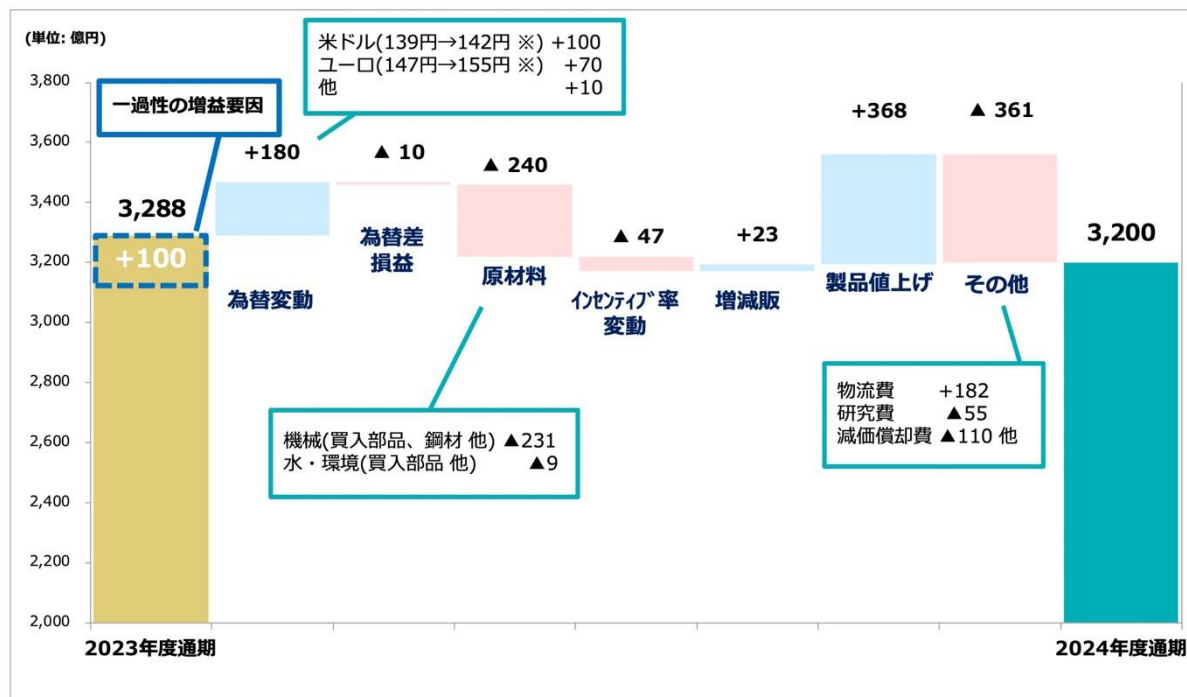 (単位: 億円)
米ドル(139円→142円 ※) +100
ユーロ(147円→155円 ※) +70
他 +10
3,800
3,600
3,400
3,200
3,000
2,800
2,600
2,400
2,200
2,000
一過性の増益要因
3,288
+100
+180
為替変動
▲ 10
為替差
損益
▲ 240
原材料
▲ 47
インセンティブ率
変動
+23
増減販
+368
製品値上げ
▲ 361
その他
3,200
機械(買入部品、鋼材 他) ▲231
水・環境(買入部品 他) ▲9
物流費 +182
研究費 ▲55
減価償却費 ▲110 他
2023年度通期
2024年度通期